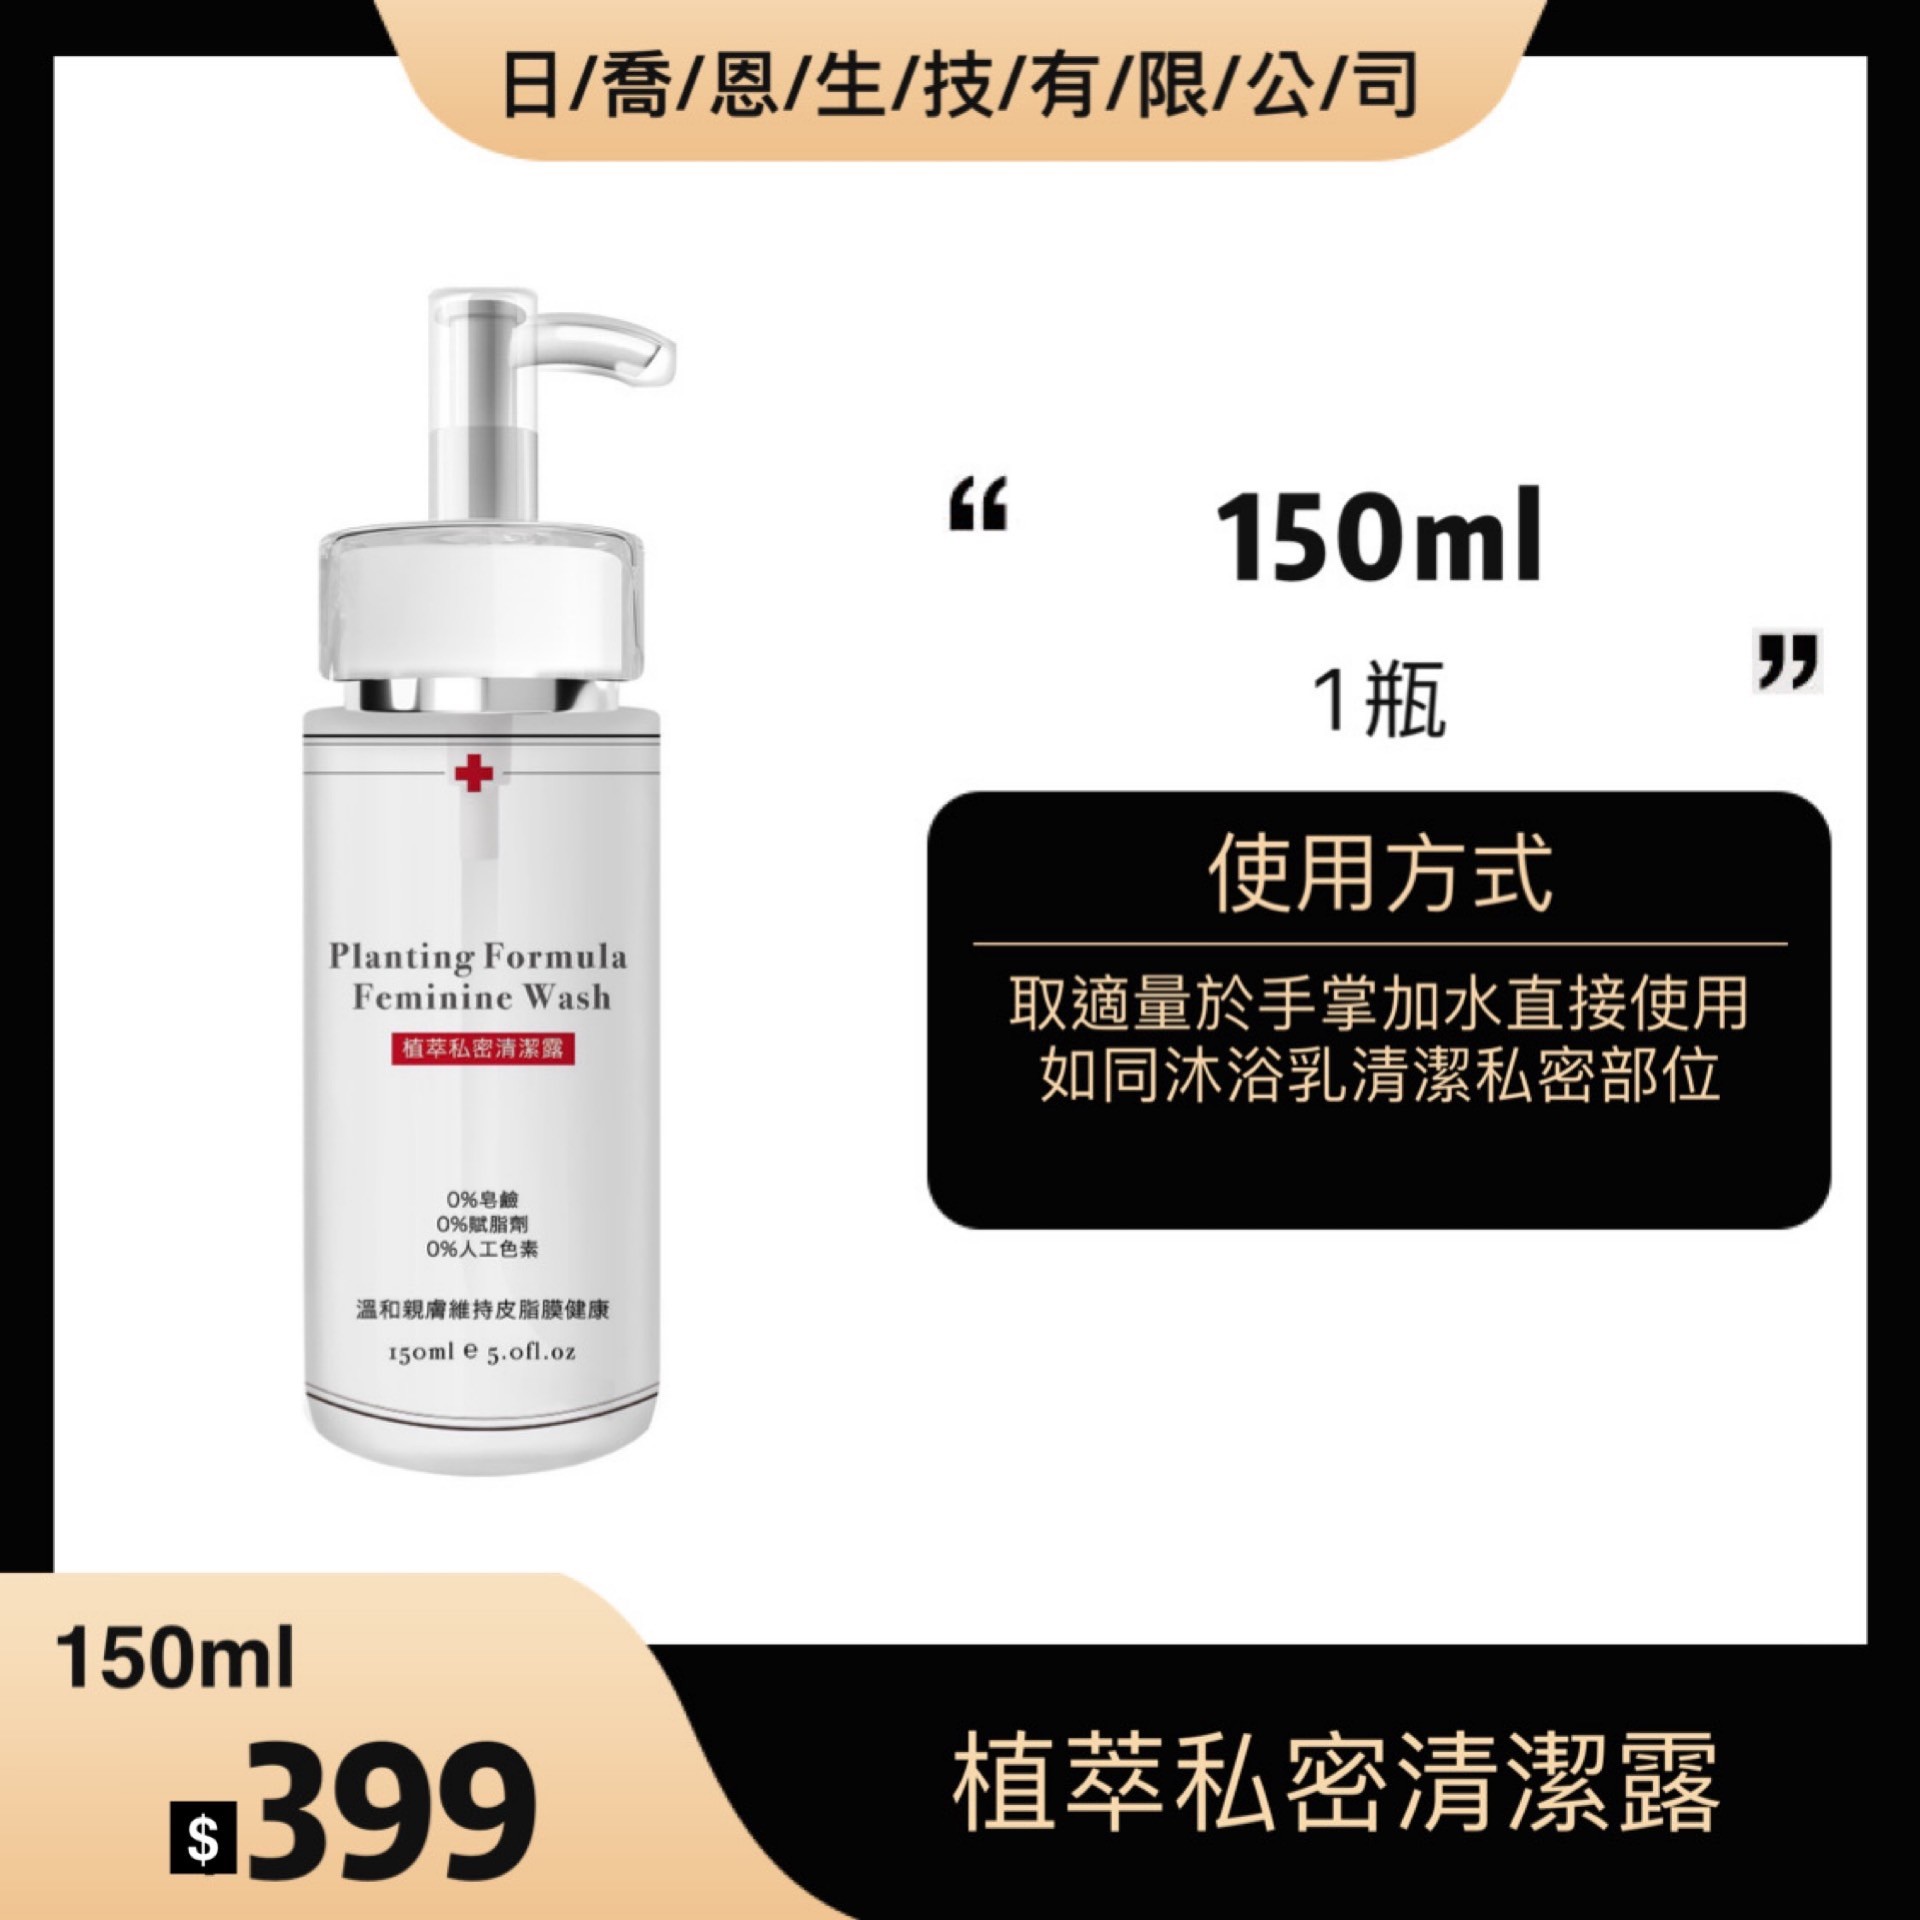 日/喬/恩/生/技/有/限/公/司
150ml
1瓶
使用方式
取適量於手掌加水直接使用
如同沐浴乳清潔私密部位
Planting Formula
Feminine Wash
植萃私密清潔露
0%皂鹼
0%賦脂劑
0%人工色素
溫和親膚維持皮脂膜健康
150ml e 5.0fl.oz
150ml
$399
植萃私密清潔露